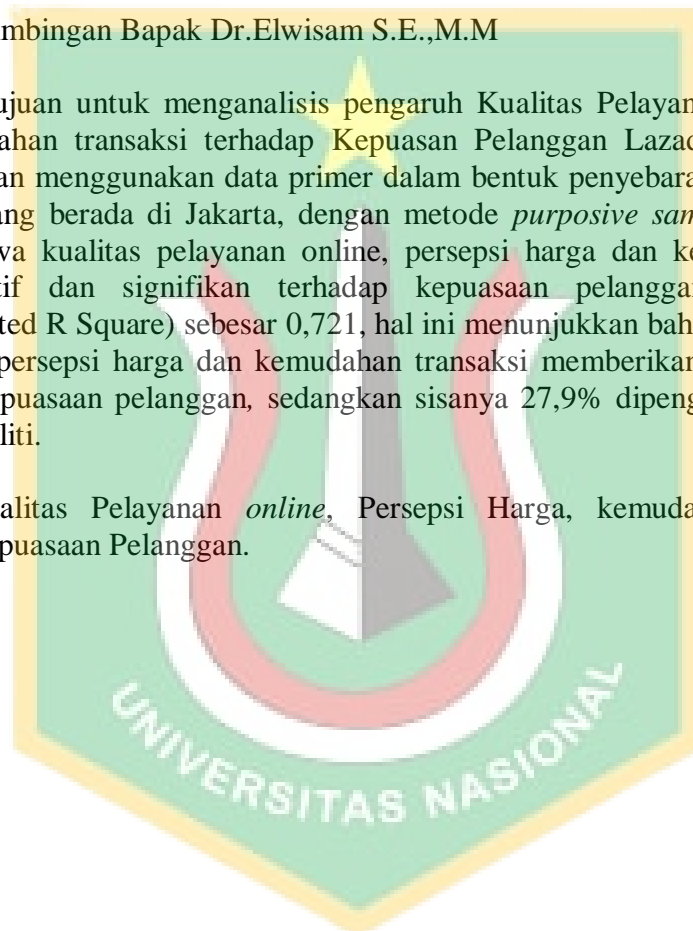 mbingan Bapak Dr.Elwisam S.E.,M.M
ujuan untuk menganalisis pengaruh Kualitas Pelayan
ahan transaksi terhadap Kepuasan Pelanggan Lazad
an menggunakan data primer dalam bentuk penyebara
ang berada di Jakarta, dengan metode purposive sam
wa kualitas pelayanan online, persepsi harga dan ke
tif dan signifikan terhadap kepuasaan pelanggan
ted R Square) sebesar 0,721, hal ini menunjukkan bah
persepsi harga dan kemudahan transaksi memberikan
puasaan pelanggan, sedangkan sisanya 27,9% dipeng
liti.
alitas Pelayanan online, Persepsi Harga, kemuda
puasaan Pelanggan.
UNIVERSITAS NASIONAL